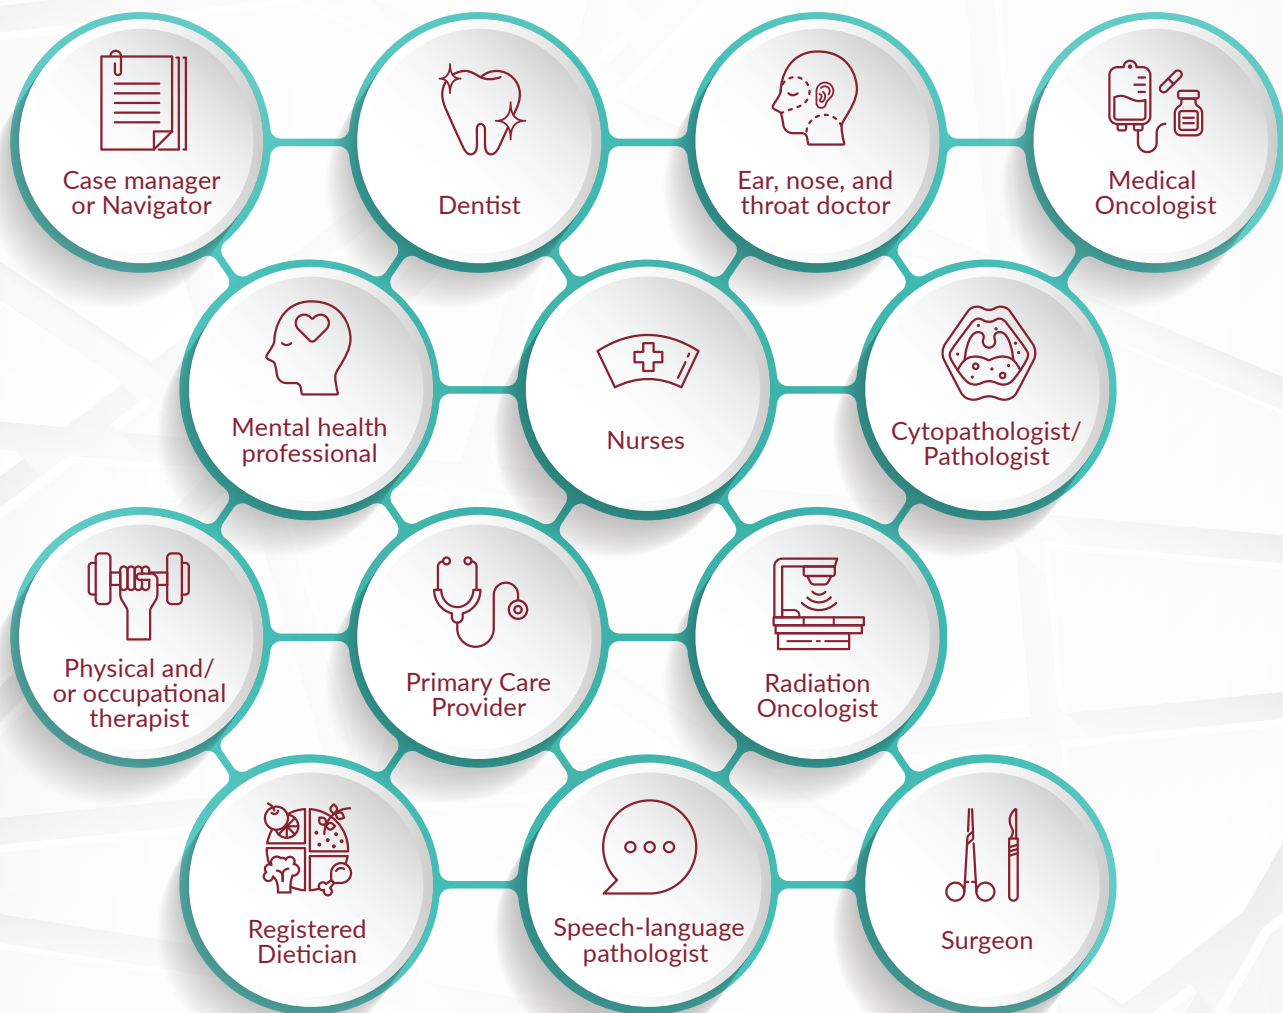 Case manager
or Navigator
Dentist
Ear, nose, and
throat doctor
Medical
Oncologist
Mental health
professional
Nurses
Cytopathologist/
Pathologist
Physical and/
or occupational
therapist
Primary Care
Provider
Radiation
Oncologist
Registered
Dietician
Speech-language
pathologist
Surgeon